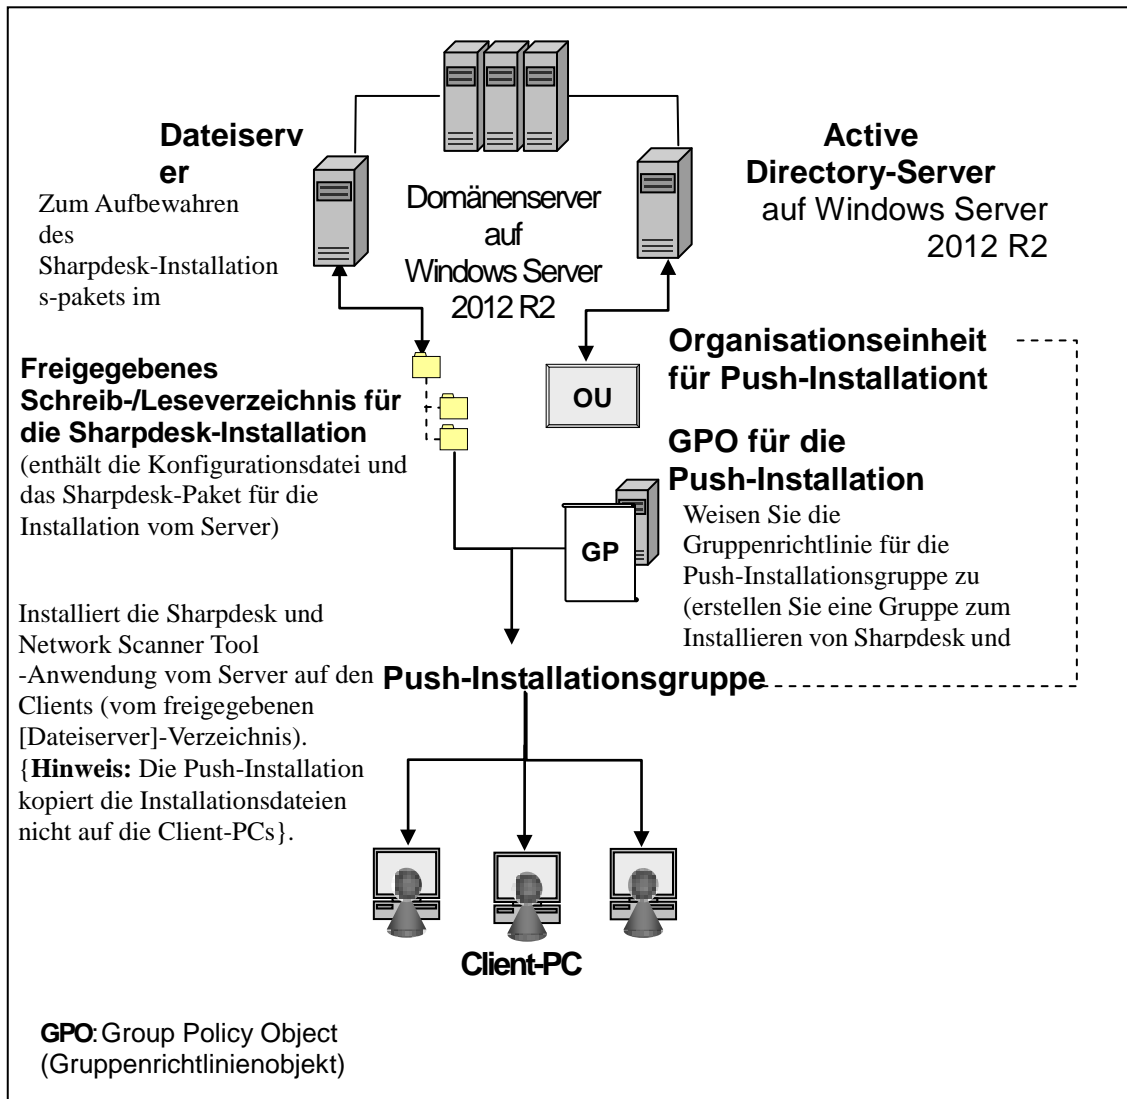 Dateiserv
er
Zum Aufbewahren
des
Sharpdesk-Installation
s-pakets im
Domänenserver
auf
Windows Server
2012 R2
Active
Directory-Server
auf Windows Server
2012 R2
Freigegebenes
Schreib-/Leseverzeichnis für
die Sharpdesk-Installation
(enthält die Konfigurationsdatei und
das Sharpdesk-Paket für die
Installation vom Server)
OU
Organisationseinheit
für Push-Installationt
GPO für die
Push-Installation
Weisen Sie die
Gruppenrichtlinie für die
Push-Installationsgruppe zu
(erstellen Sie eine Gruppe zum
Installieren von Sharpdesk und
GP
Installiert die Sharpdesk und
Network Scanner Tool
-Anwendung vom Server auf den
Clients (vom freigegebenen
[Dateiserver]-Verzeichnis).
{Hinweis: Die Push-Installation
kopiert die Installationsdateien
nicht auf die Client-PCs}.
Push-Installationsgruppe
Client-PC
GPO: Group Policy Object
(Gruppenrichtlinienobjekt)